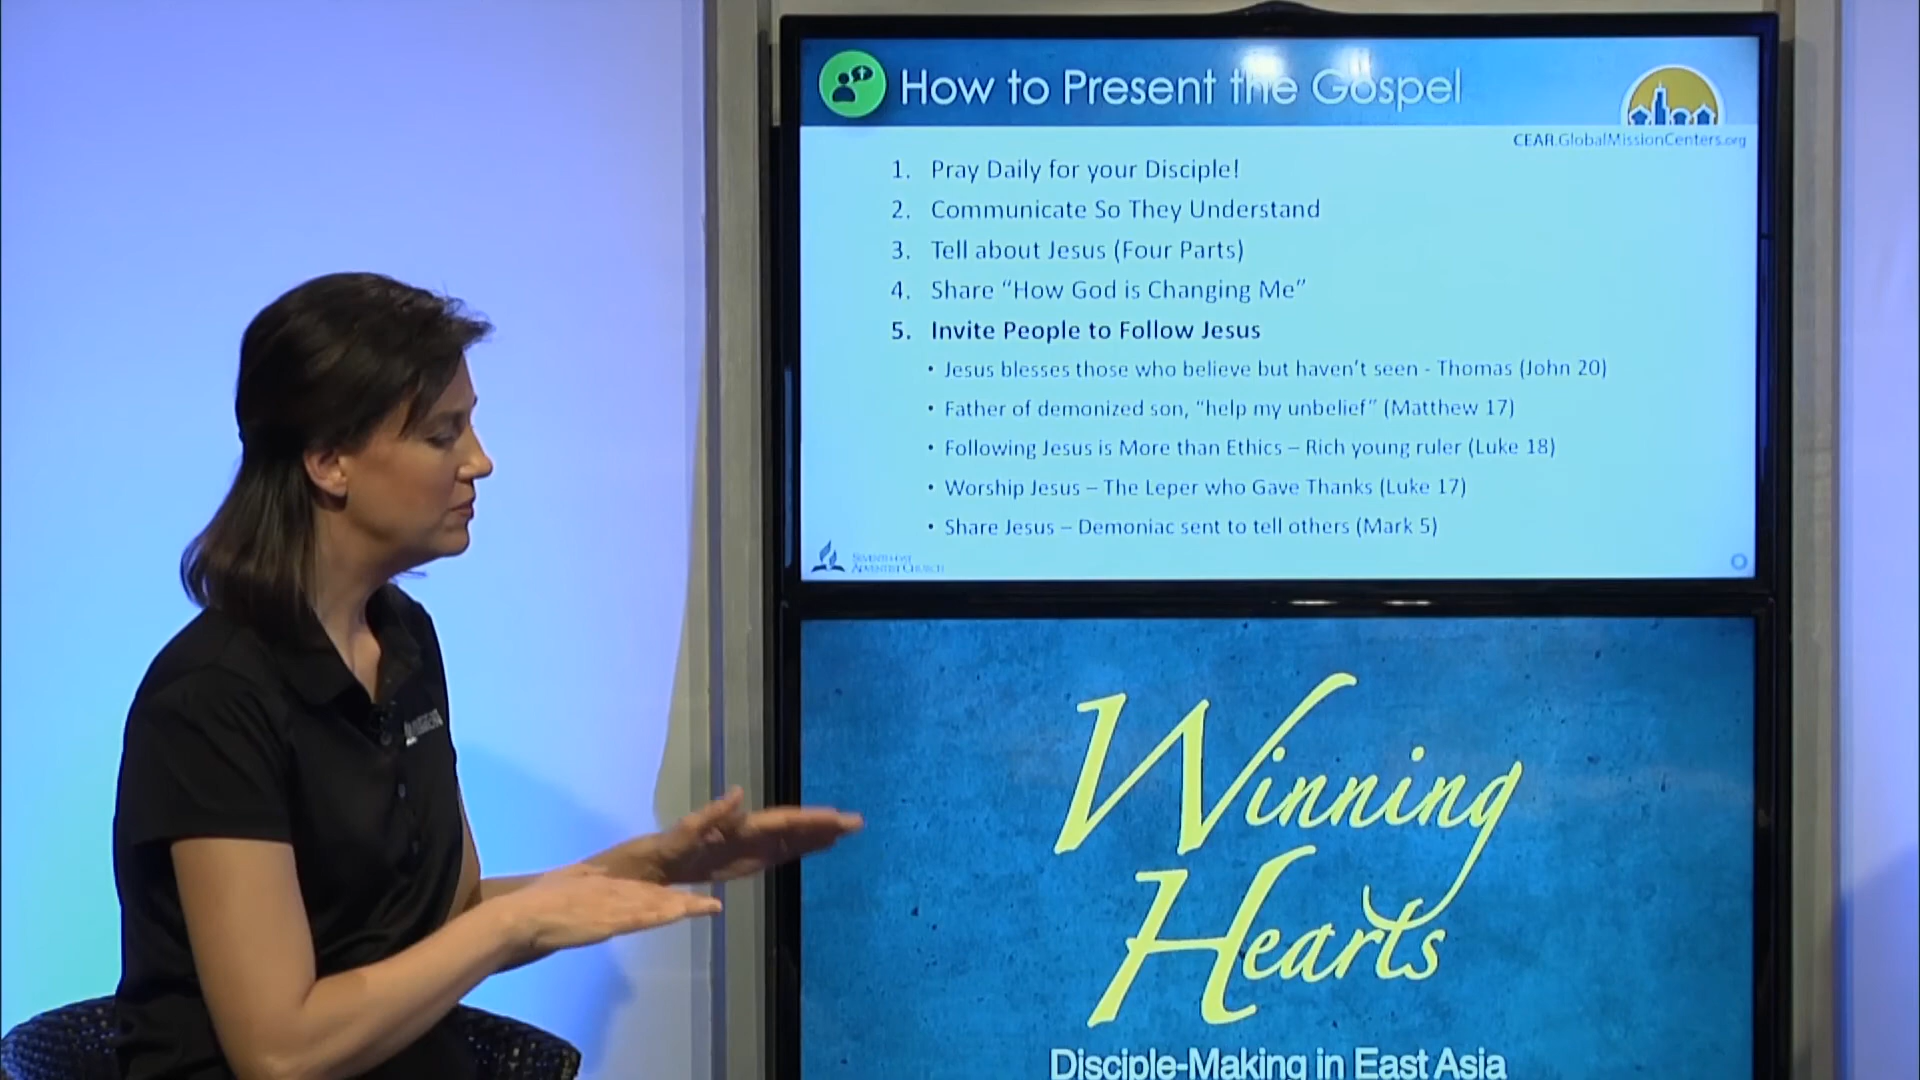 How to Present the Gospel
CEAR.GlobalMissionCenters.org
1. Pray Daily for your Disciple!
2. Communicate So They Understand
3. Tell about Jesus (Four Parts)
4. Share “How God is Changing Me”
5. Invite People to Follow Jesus
• Jesus blesses those who believe but haven’t seen - Thomas (John 20)
• Father of demonized son, “help my unbelief” (Matthew 17)
• Following Jesus is More than Ethics – Rich young ruler (Luke 18)
• Worship Jesus – The Leper who Gave Thanks (Luke 17)
• Share Jesus – Demoniac sent to tell others (Mark 5)
Seventh-day
Adventist Church
Winning
Hearts
Disciple-Making in East Asia